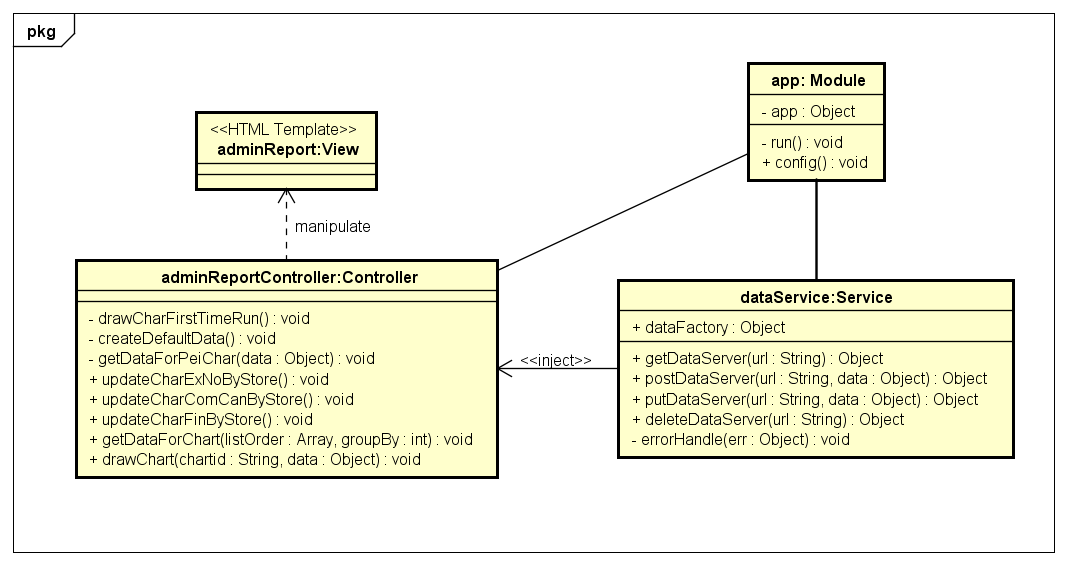 pkg
app: Module
- app : Object
- run() : void
+ config() : void
<<HTML Template>>
adminReport:View
manipulate
adminReportController:Controller
- drawCharFirstTimeRun() : void
- createDefaultData() : void
- getDataForPeiChar(data : Object) : void
+ updateCharExNoByStore() : void
+ updateCharComCanByStore() : void
+ updateCharFinByStore() : void
+ getDataForChart(listOrder : Array, groupBy : int) : void
+ drawChart(chartid : String, data : Object) : void
<<inject>>
dataService:Service
+ dataFactory : Object
+ getDataServer(url : String) : Object
+ postDataServer(url : String, data : Object) : Object
+ putDataServer(url : String, data : Object) : Object
+ deleteDataServer(url : String) : Object
- errorHandle(err : Object) : void